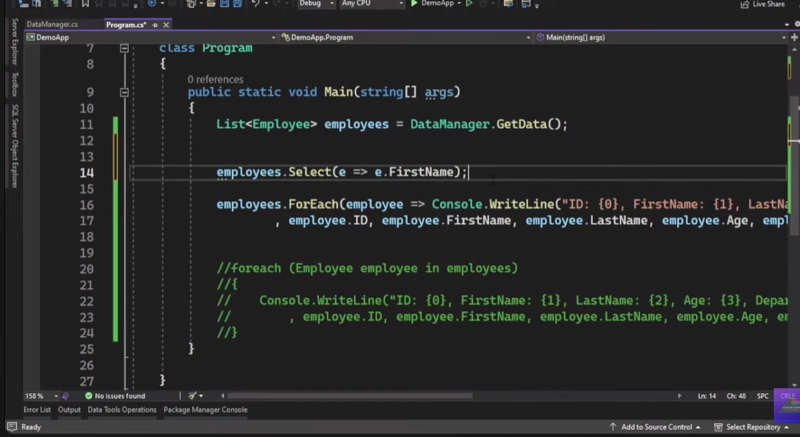 Debug
Any CPU
DemoApp
Live Share
DataManager.cs
Program.cs*
DemoApp
DemoApp.Program
Main(string[] args)
Server Explorer
Toolbox
SQL Server Object Explorer
7 class Program
8 {
0 references
9 public static void Main(string[] args)
10 {
11 List<Employee> employees = DataManager.GetData();
12
13
14 employees.Select(e => e.FirstName);
15
16 employees.ForEach(employee => Console.WriteLine("ID: {0}, FirstName: {1}, LastN
17 , employee.ID, employee.FirstName, employee.LastName, employee.Age, emp
18
19
20 //foreach (Employee employee in employees)
21 //{
22 // Console.WriteLine("ID: {0}, FirstName: {1}, LastName: {2}, Age: {3}, Depar
23 // , employee.ID, employee.FirstName, employee.LastName, employee.Age, em
24 //}
25 }
26
27 }
158 %
No issues found
Ln: 14 Ch: 48 SPC
Error List Output Data Tools Operations Package Manager Console
Ready
Add to Source Control
Select Repository